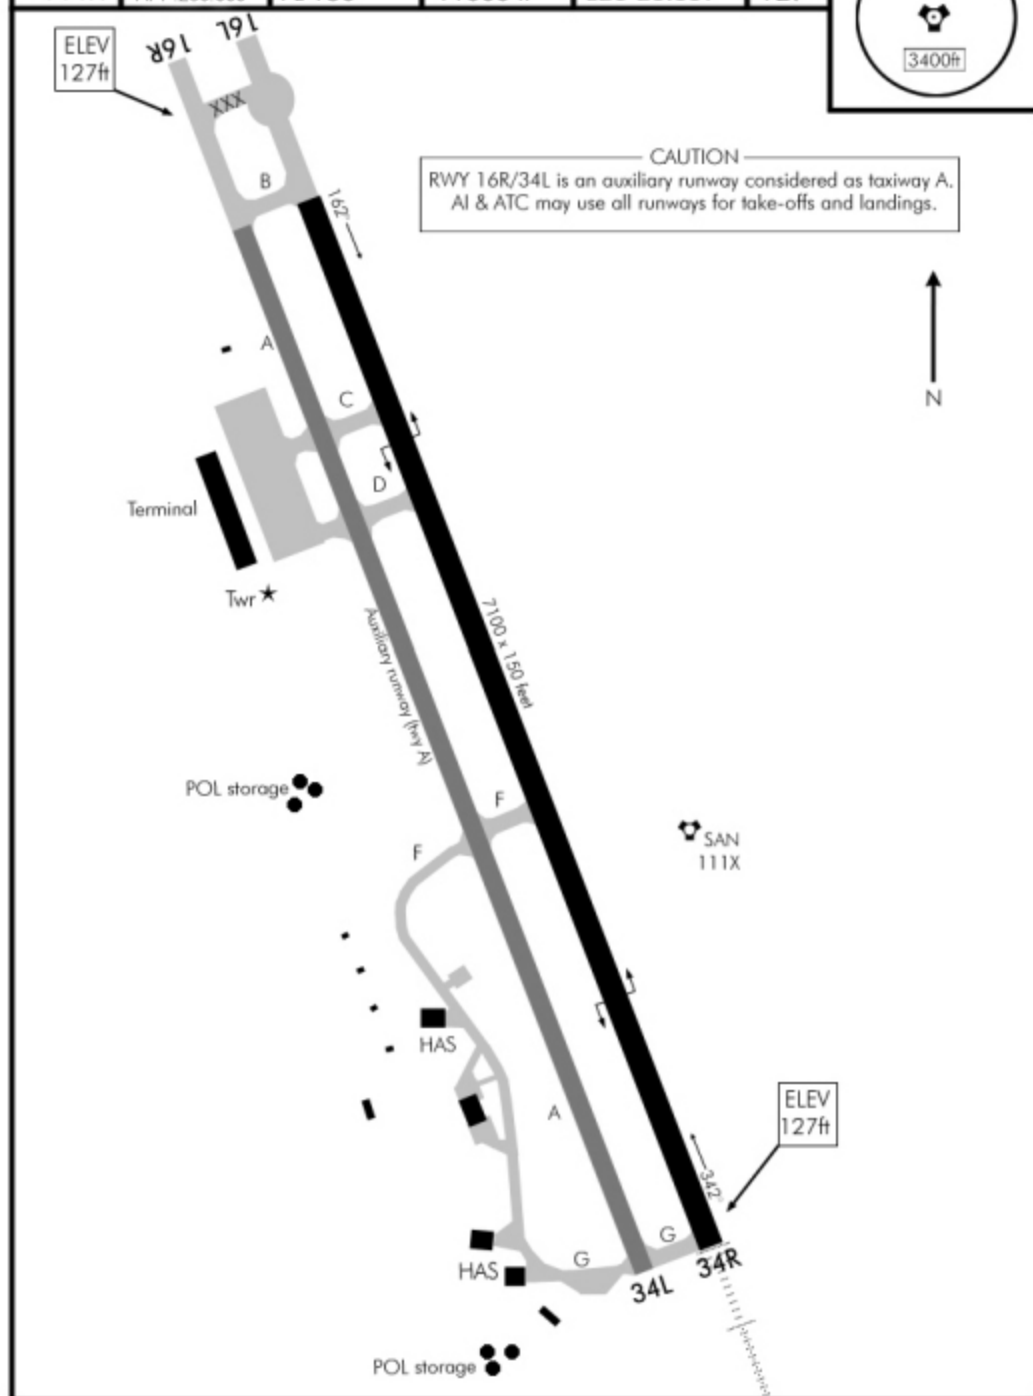 3400ft
16R
16L
ELEV
127ft
XXX
CAUTION
RWY 16R/34L is an auxiliary runway considered as taxiway A.
AI & ATC may use all runways for take-offs and landings.
B
162°
N
A
C
D
Terminal
Twr
7100 x 150 feet
Auxiliary runway (twy A)
POL storage
F
F
SAN
111X
HAS
A
ELEV
127ft
342°
G
G
HAS
34L
34R
POL storage